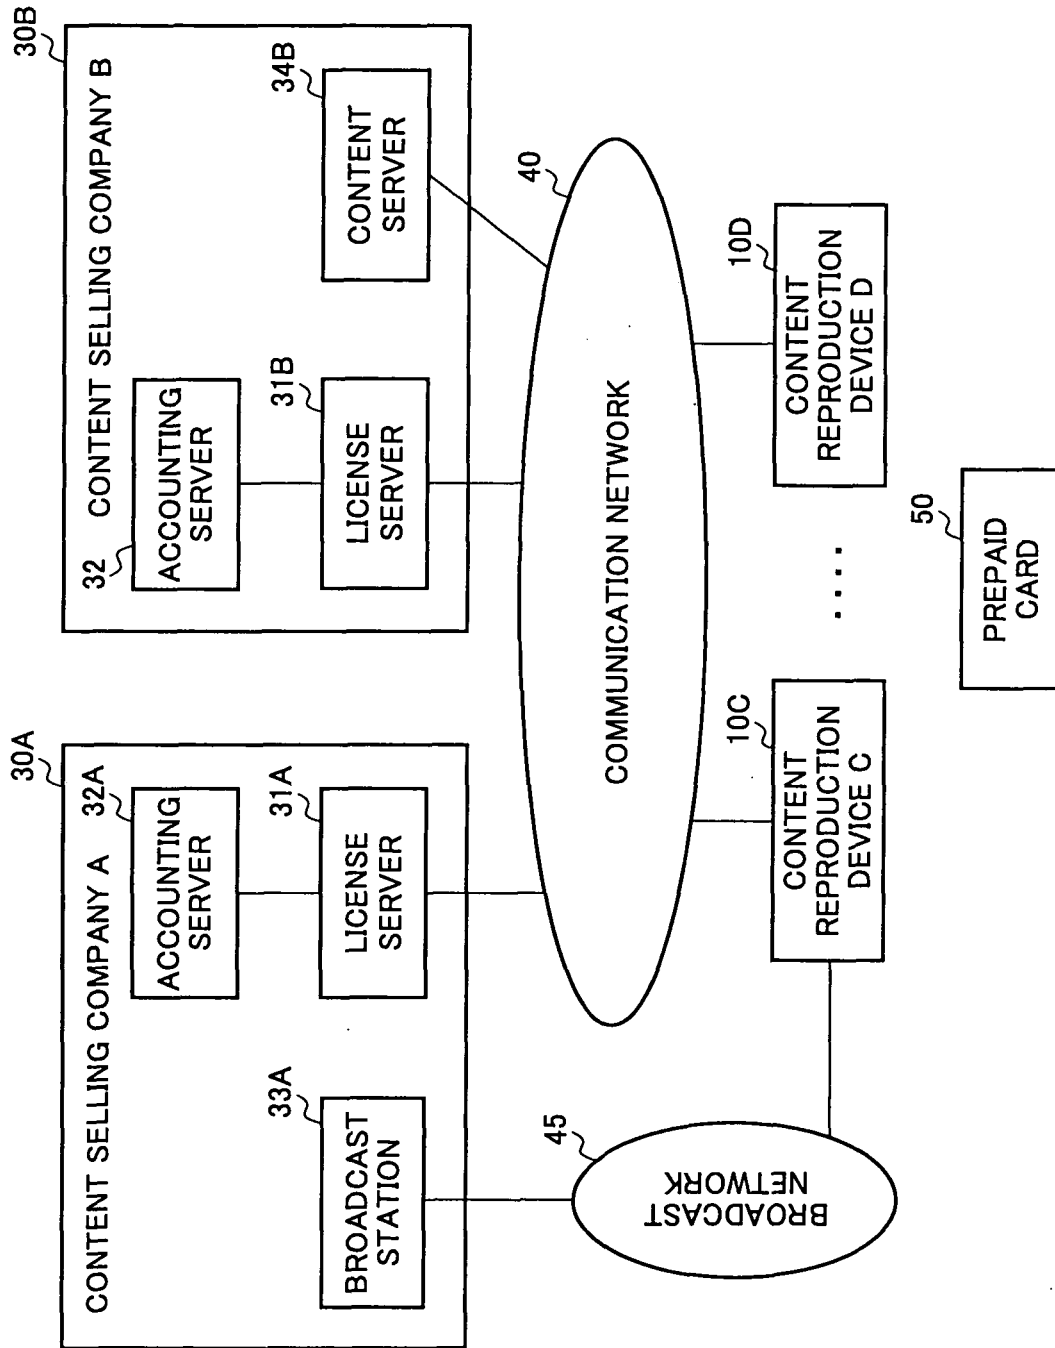 30A
CONTENT SELLING COMPANY A
32A
ACCOUNTING
SERVER
31A
LICENSE
SERVER
33A
BROADCAST
STATION
30B
CONTENT SELLING COMPANY B
32
ACCOUNTING
SERVER
31B
LICENSE
SERVER
34B
CONTENT
SERVER
40
COMMUNICATION NETWORK
45
BROADCAST
NETWORK
10C
CONTENT
REPRODUCTION
DEVICE C
....
10D
CONTENT
REPRODUCTION
DEVICE D
50
PREPAID
CARD